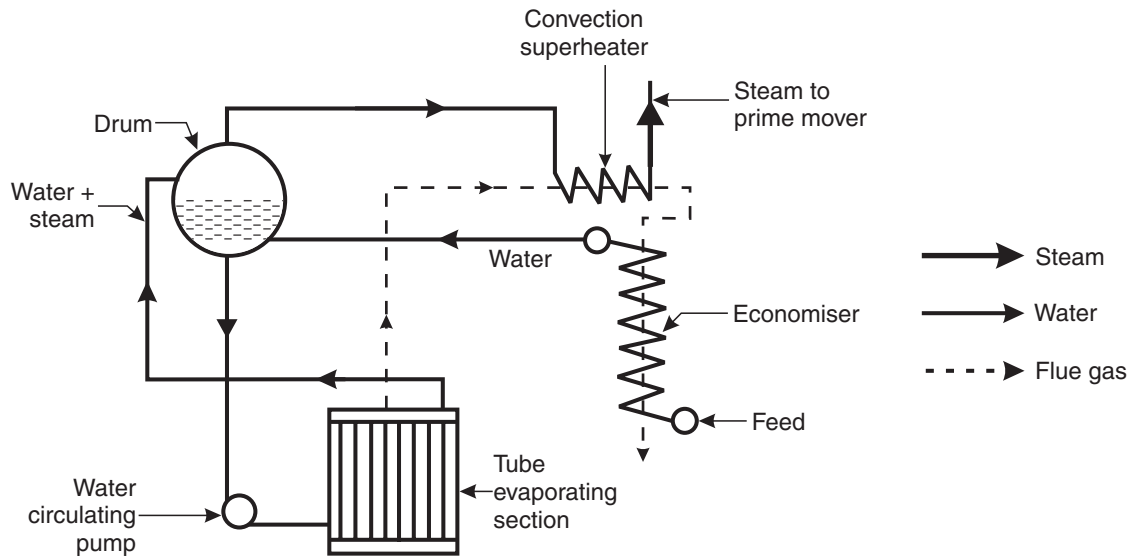 Convection
superheater
Steam to
prime mover
Drum
Water +
steam
Water
Steam
Water
Economiser
Flue gas
Feed
Tube
evaporating
section
Water
circulating
pump